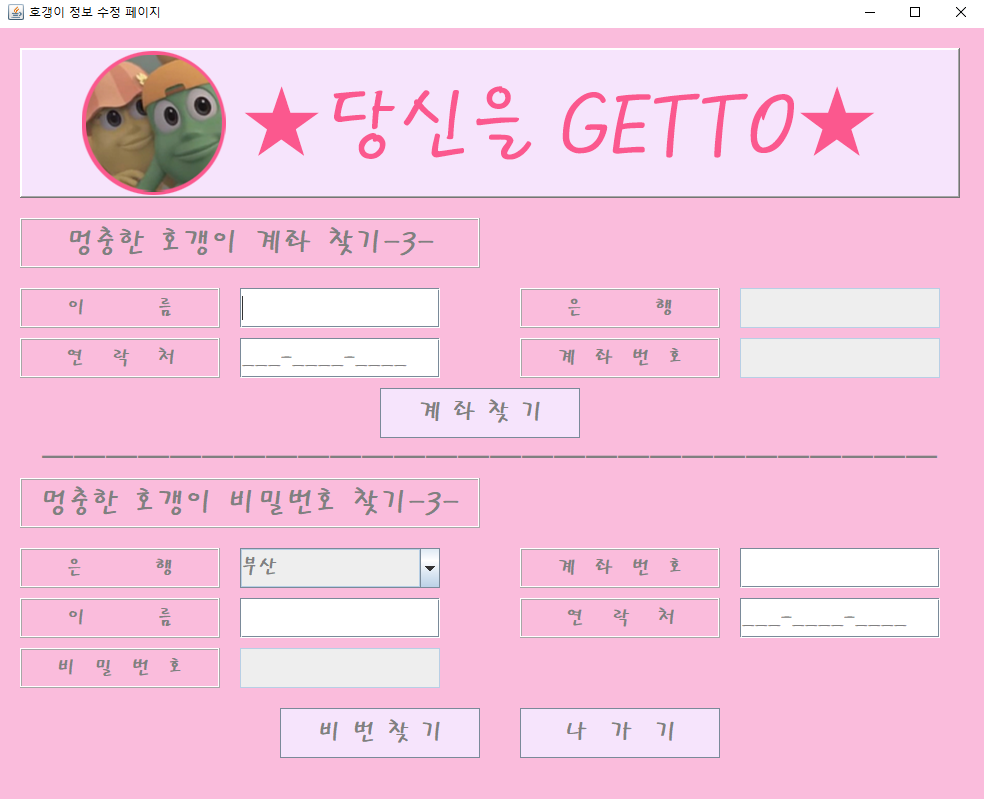 호갱이 정보 수정 페이지
★당신을 GETTO★
멍충한 호갱이 계좌 찾기-3-
이 름 은 행
연 락 처 ___-____-____ 계 좌 번 호
계 좌 찾 기
멍충한 호갱이 비밀번호 찾기-3-
은 행 부산 계 좌 번 호
이 름 연 락 처 ___-____-____
비 밀 번 호
비 번 찾 기 나 가 기